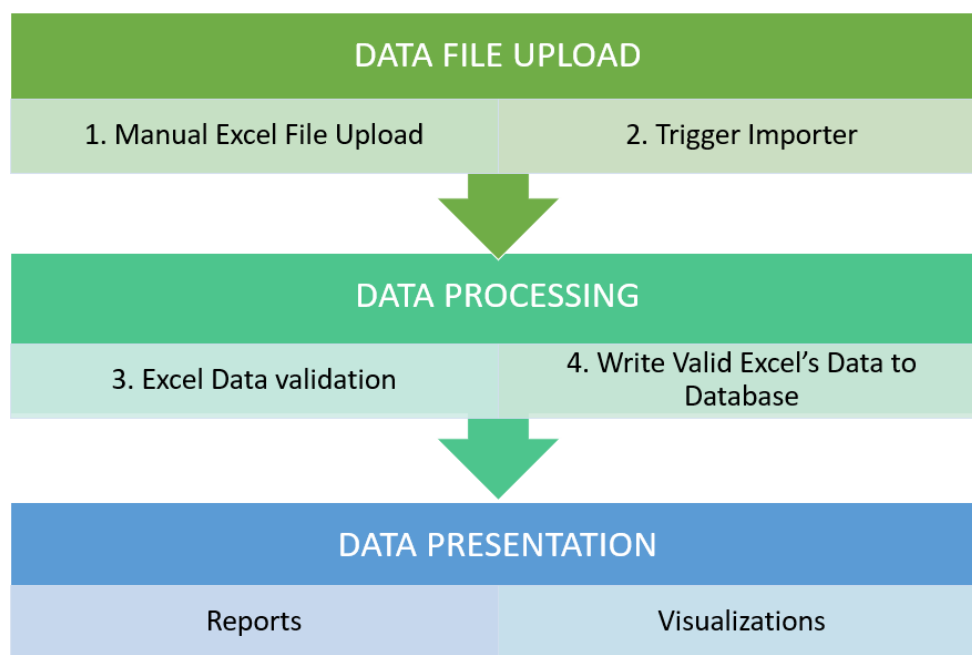 DATA FILE UPLOAD
1. Manual Excel File Upload
2. Trigger Importer
DATA PROCESSING
3. Excel Data validation
4. Write Valid Excel’s Data to
Database
DATA PRESENTATION
Reports
Visualizations